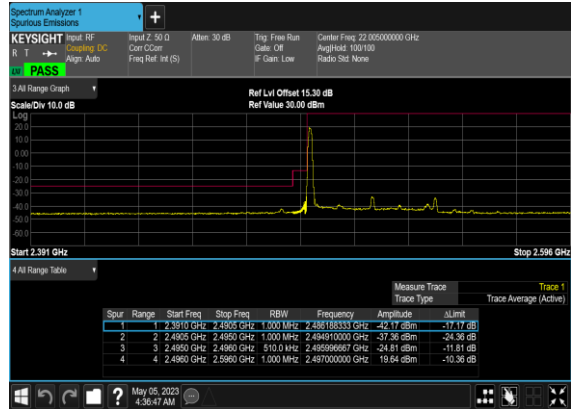 Spectrum Analyzer 1
Spurious Emissions
KEYSIGHT Input: RF Input Z: 50 Ω Atten: 30 dB Trig: Free Run Center Freq: 22.005000000 GHz
R T Coupling: DC Corr CCorr Gate: Off Avg|Hold: 100/100
Align: Auto Freq Ref: Int (S) IF Gain: Low Radio Std: None
PASS
3 All Range Graph
Ref Lvl Offset 15.30 dB
Scale/Div 10.0 dB Ref Value 30.00 dBm
Log
20.0
10.0
0.00
-10.0
-20.0
-30.0
-40.0
-50.0
-60.0
Start 2.391 GHz Stop 2.596 GHz
4 All Range Table
Measure Trace Trace 1
Trace Type Trace Average (Active)
Spur Range Start Freq Stop Freq RBW Frequency Amplitude ΔLimit
1 1 2.3910 GHz 2.4905 GHz 1.000 MHz 2.486188333 GHz -42.17 dBm -17.17 dB
2 2 2.4905 GHz 2.4950 GHz 1.000 MHz 2.494910000 GHz -37.36 dBm -24.36 dB
3 3 2.4950 GHz 2.4960 GHz 510.0 kHz 2.495996667 GHz -24.81 dBm -11.81 dB
4 4 2.4960 GHz 2.5960 GHz 1.000 MHz 2.497000000 GHz 19.64 dBm -10.36 dB
May 05, 2023
4:36:47 AM